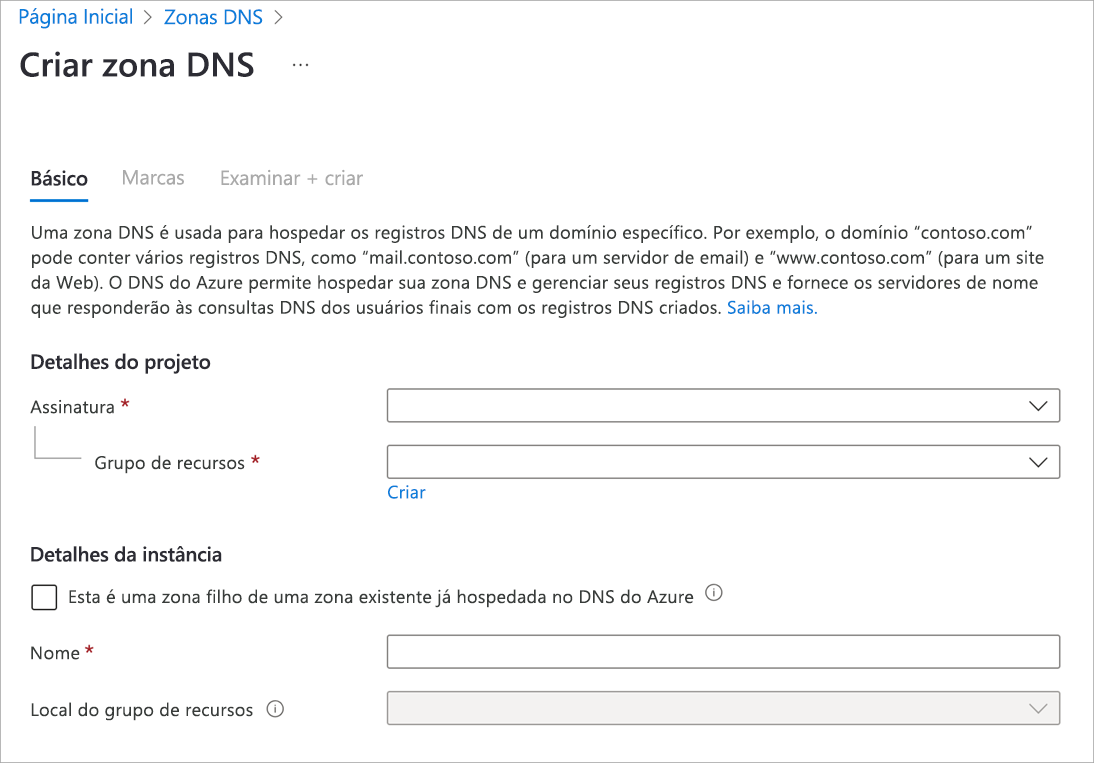 Página Inicial > Zonas DNS >
Criar zona DNS ...
Básico Marcas Examinar + criar
Uma zona DNS é usada para hospedar os registros DNS de um domínio específico. Por exemplo, o domínio “contoso.com”
pode conter vários registros DNS, como “mail.contoso.com” (para um servidor de email) e “www.contoso.com” (para um site
da Web). O DNS do Azure permite hospedar sua zona DNS e gerenciar seus registros DNS e fornece os servidores de nome
que responderão às consultas DNS dos usuários finais com os registros DNS criados. Saiba mais.
Detalhes do projeto
Assinatura *
Grupo de recursos *
Criar
Detalhes da instância
Esta é uma zona filho de uma zona existente já hospedada no DNS do Azure
Nome *
Local do grupo de recursos